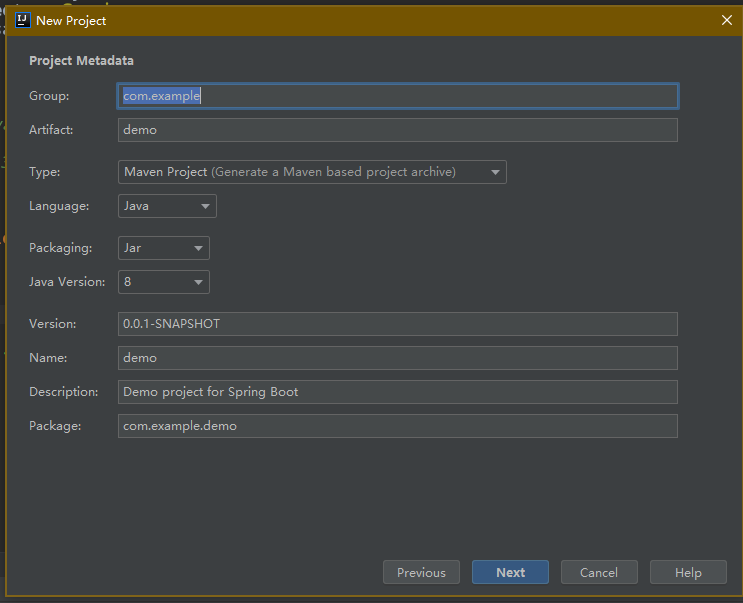 New Project
Project Metadata
Group: com.example
Artifact: demo
Type: Maven Project (Generate a Maven based project archive)
Language: Java
Packaging: Jar
Java Version: 8
Version: 0.0.1-SNAPSHOT
Name: demo
Description: Demo project for Spring Boot
Package: com.example.demo
Previous Next Cancel Help